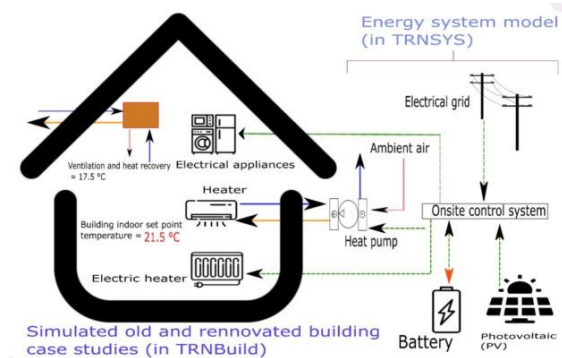 Energy system model
(in TRNSYS)
Electrical grid
Ambient air
Ventilation and heat recovery
= 17.5 ºC
Electrical appliances
Heater
Building indoor set point
temperature = 21.5 ºC
Heat pump
Onsite control system
Electric heater
Battery
Photovoltaic
(PV)
Simulated old and rennovated building
case studies (in TRNBuild)